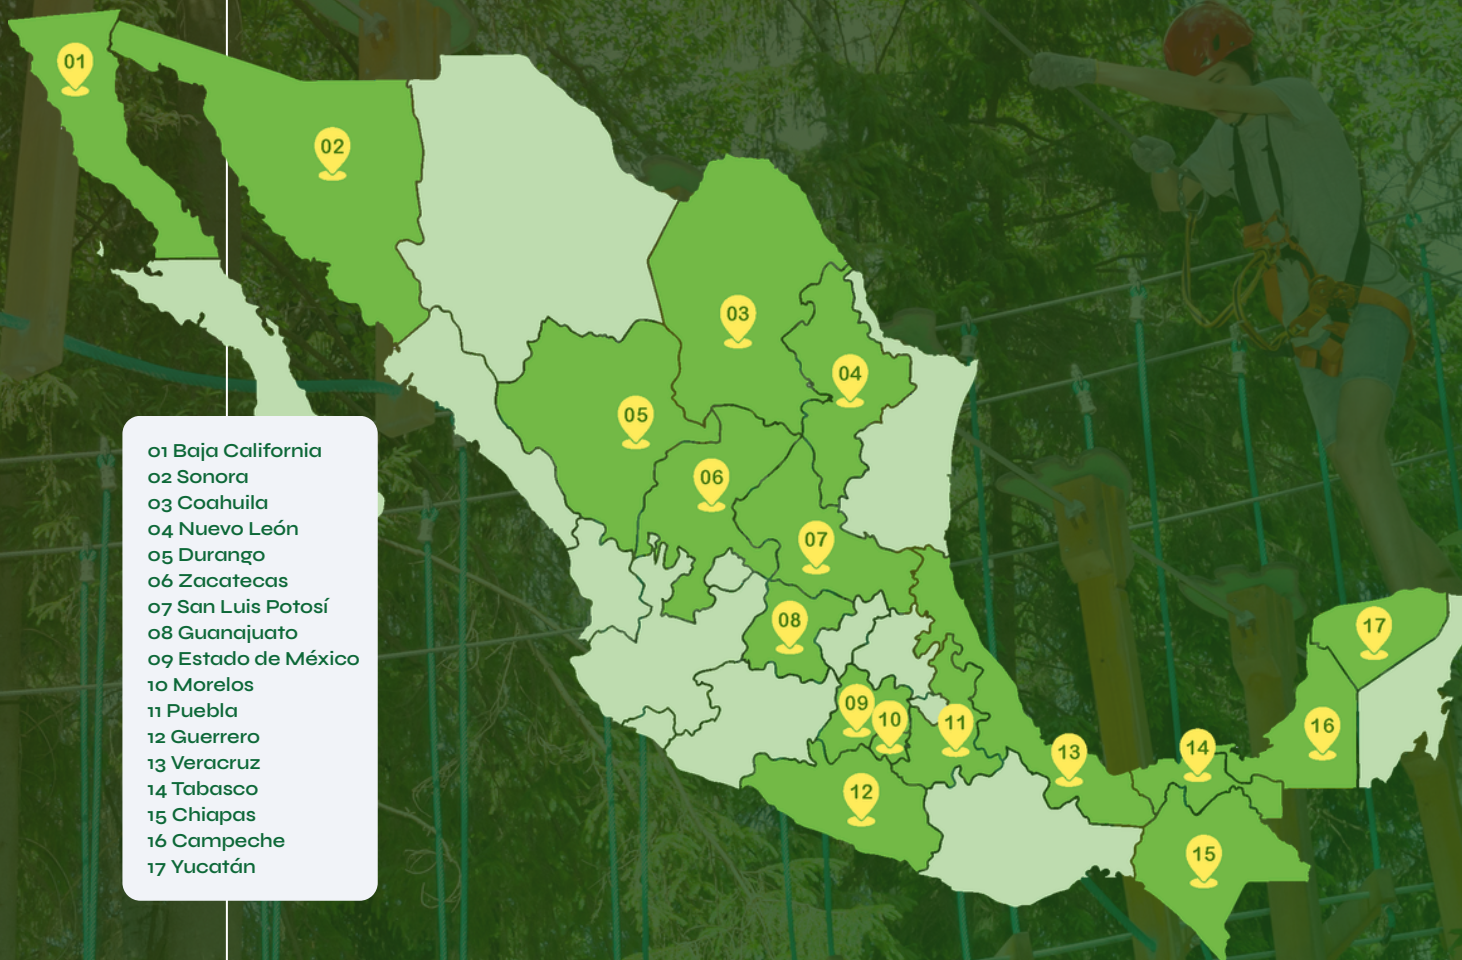 01
02
03
04
05
06
07
08
09
10
11
12
13
14
15
16
17
01 Baja California
02 Sonora
03 Coahuila
04 Nuevo León
05 Durango
06 Zacatecas
07 San Luis Potosí
08 Guanajuato
09 Estado de México
10 Morelos
11 Puebla
12 Guerrero
13 Veracruz
14 Tabasco
15 Chiapas
16 Campeche
17 Yucatán